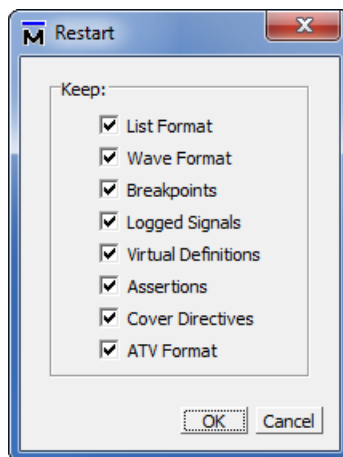 Restart
Keep:
List Format
Wave Format
Breakpoints
Logged Signals
Virtual Definitions
Assertions
Cover Directives
ATV Format
OK Cancel